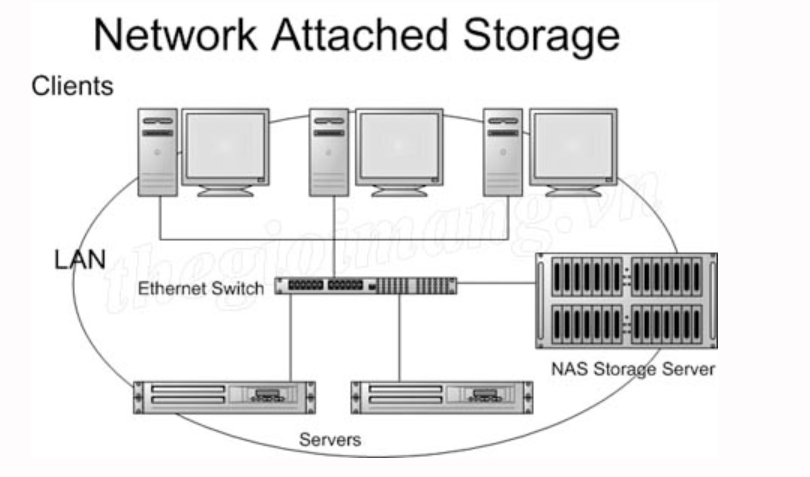 Network Attached Storage
Clients
thegioimang.vn
LAN
Ethernet Switch
NAS Storage Server
Servers